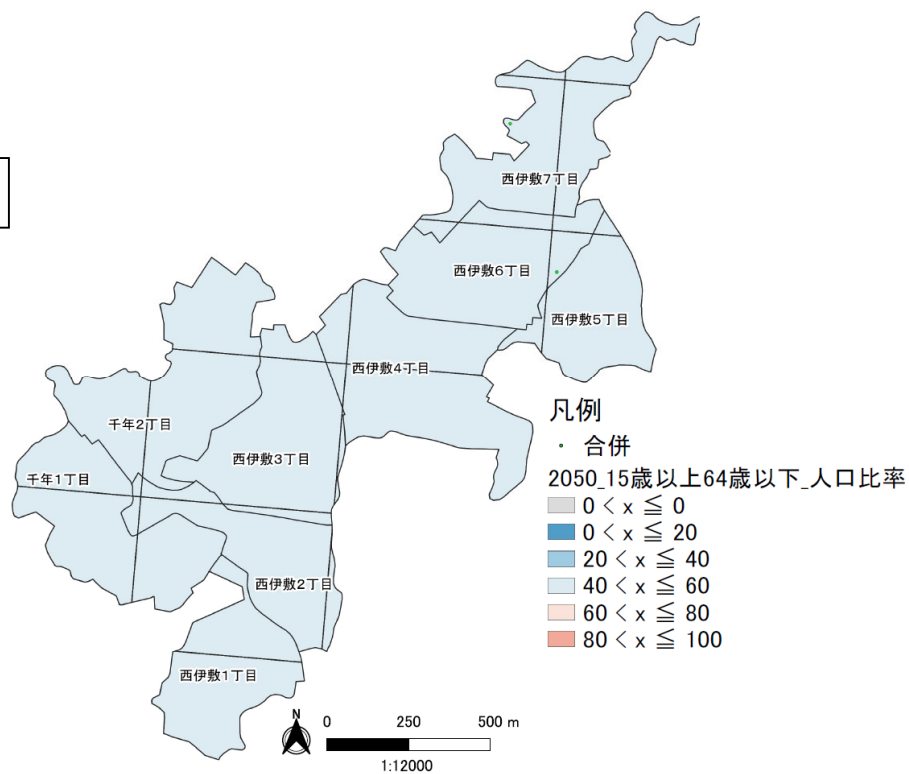 西伊敷7丁目
西伊敷6丁目
西伊敷5丁目
西伊敷4丁目
千年2丁目
西伊敷3丁目
千年1丁目
西伊敷2丁目
西伊敷1丁目
凡例
合併
2050_15歳以上64歳以下_人口比率
0 < x ≦ 0
0 < x ≦ 20
20 < x ≦ 40
40 < x ≦ 60
60 < x ≦ 80
80 < x ≦ 100
N
0 250 500 m
1:12000